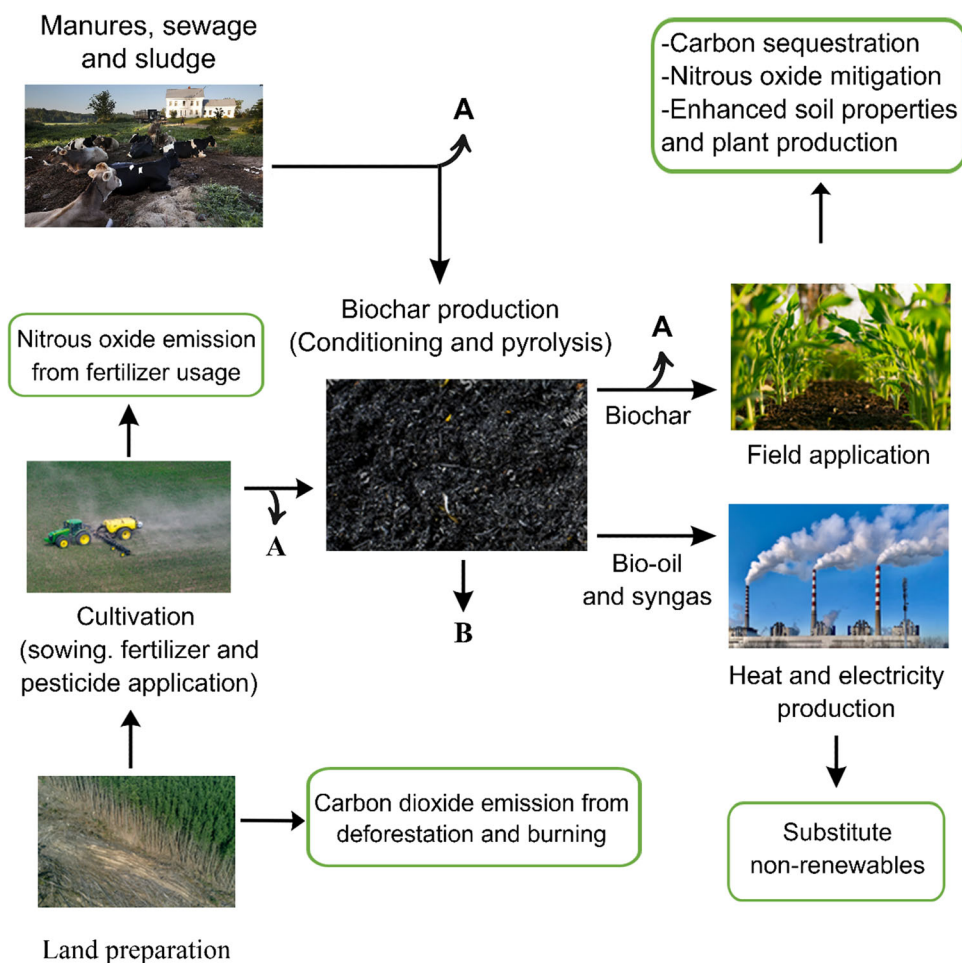 Manures, sewage
and sludge
A
-Carbon sequestration
-Nitrous oxide mitigation
-Enhanced soil properties
and plant production
Biochar production
(Conditioning and pyrolysis)
A
Biochar
Field application
Nitrous oxide emission
from fertilizer usage
A
Cultivation
(sowing. fertilizer and
pesticide application)
B
Bio-oil
and syngas
Heat and electricity
production
Carbon dioxide emission from
deforestation and burning
Substitute
non-renewables
Land preparation